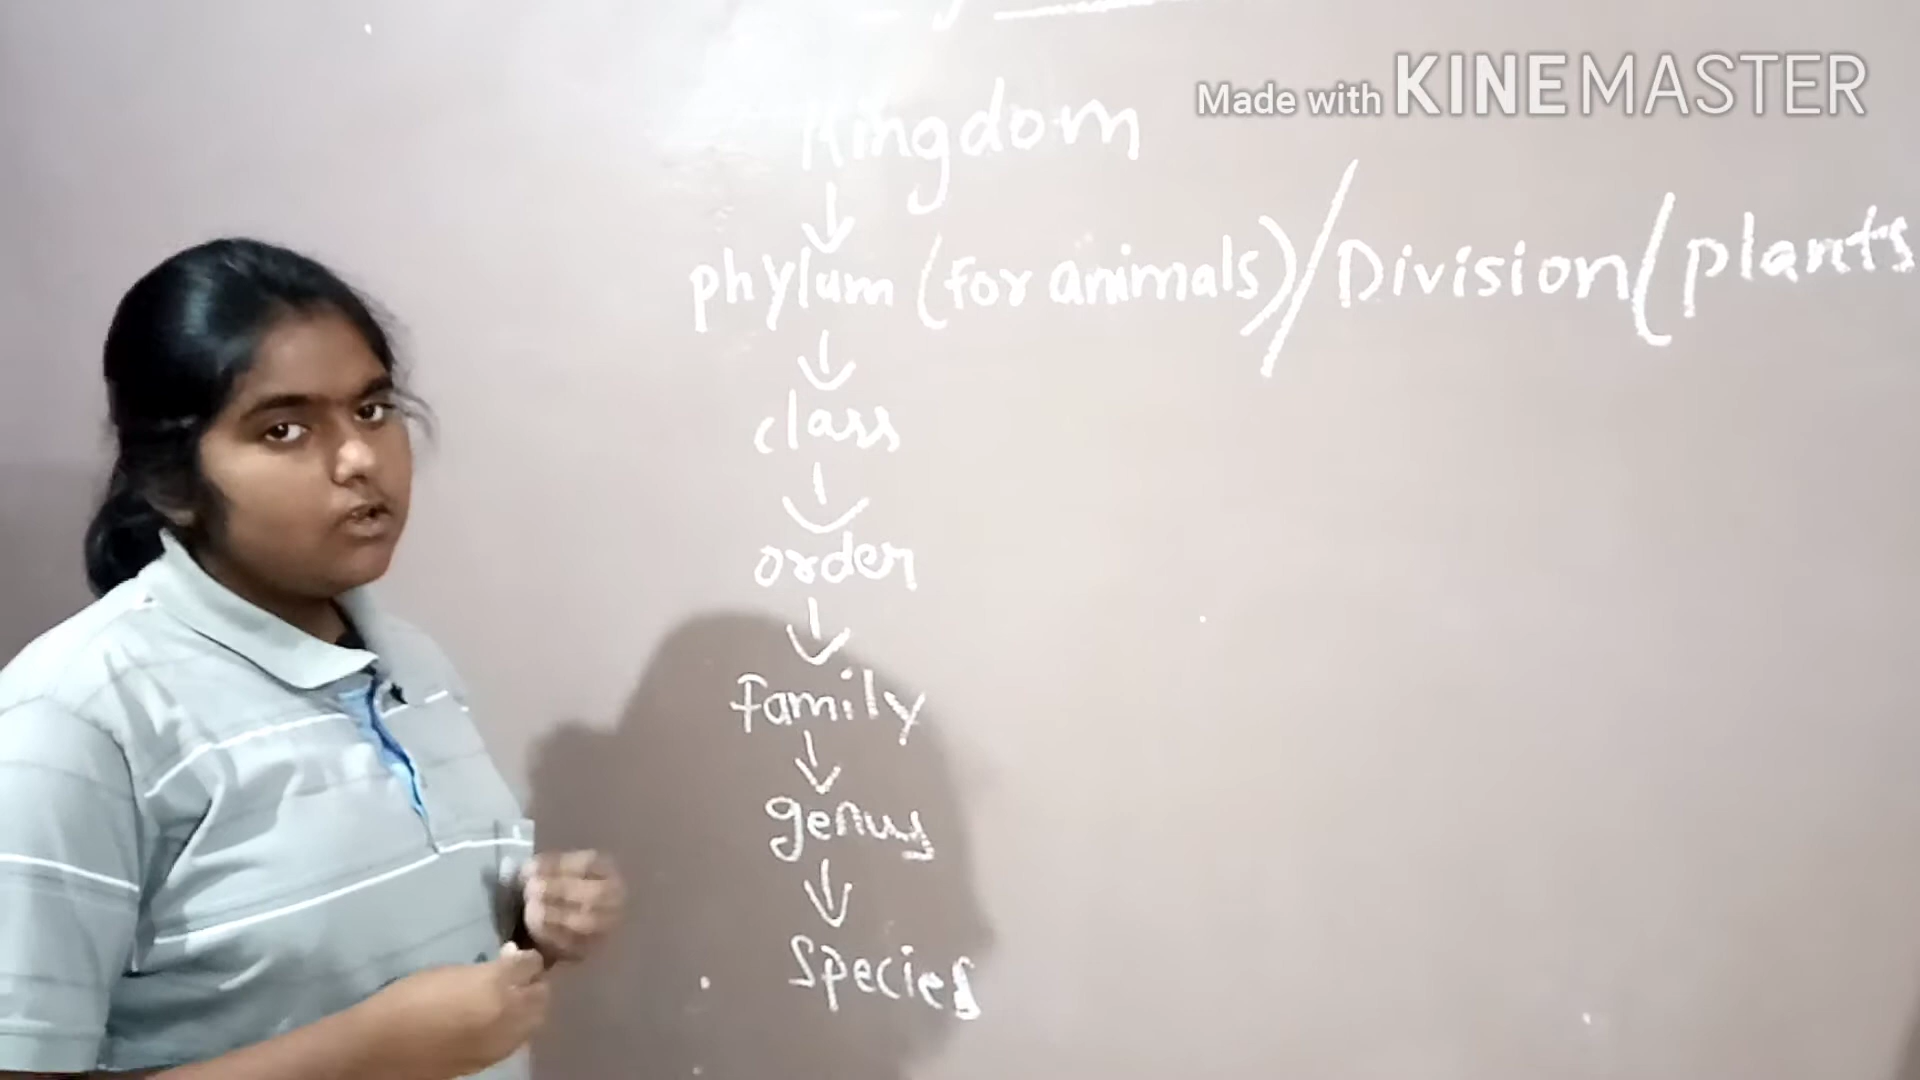 Made with KINEMASTER
Kingdom
↓
phylum (for animals) / Division (plants
↓
class
↓
order
↓
Family
↓
genus
↓
species